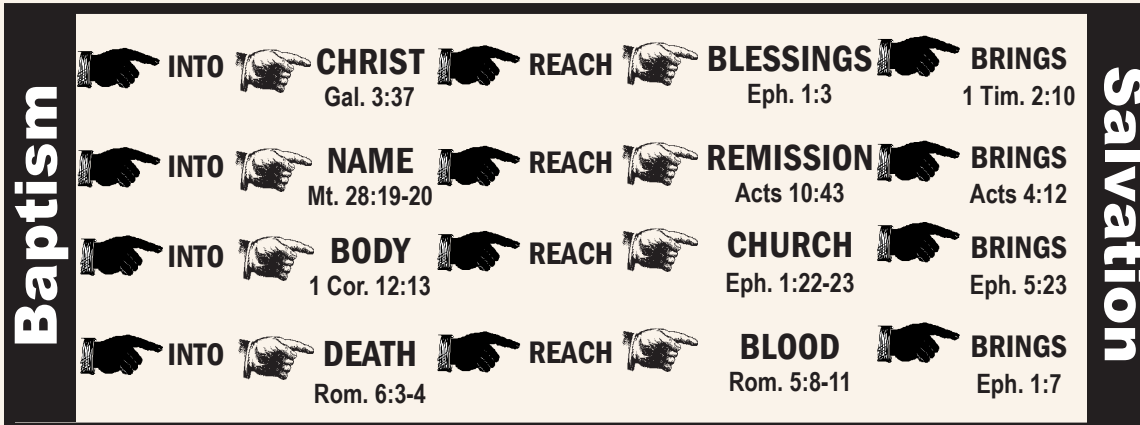 Baptism
INTO CHRIST REACH BLESSINGS BRINGS
Gal. 3:37 Eph. 1:3 1 Tim. 2:10
INTO NAME REACH REMISSION BRINGS
Mt. 28:19-20 Acts 10:43 Acts 4:12
INTO BODY REACH CHURCH BRINGS
1 Cor. 12:13 Eph. 1:22-23 Eph. 5:23
INTO DEATH REACH BLOOD BRINGS
Rom. 6:3-4 Rom. 5:8-11 Eph. 1:7
Salvation